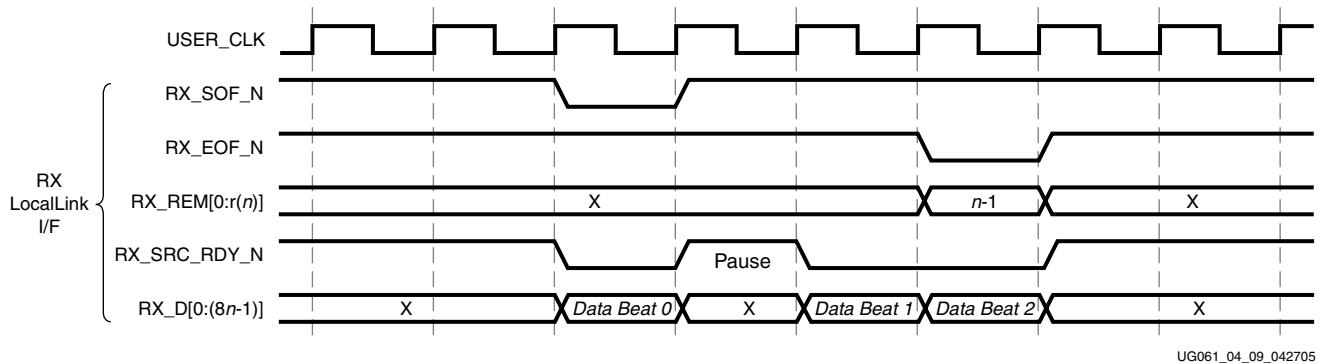 USER_CLK
RX_SOF_N
RX_EOF_N
RX
LocalLink
I/F
RX_REM[0:r(n)]
X
n-1
X
RX_SRC_RDY_N
Pause
RX_D[0:(8n-1)]
X
Data Beat 0
X
Data Beat 1
Data Beat 2
X
UG061_04_09_042705